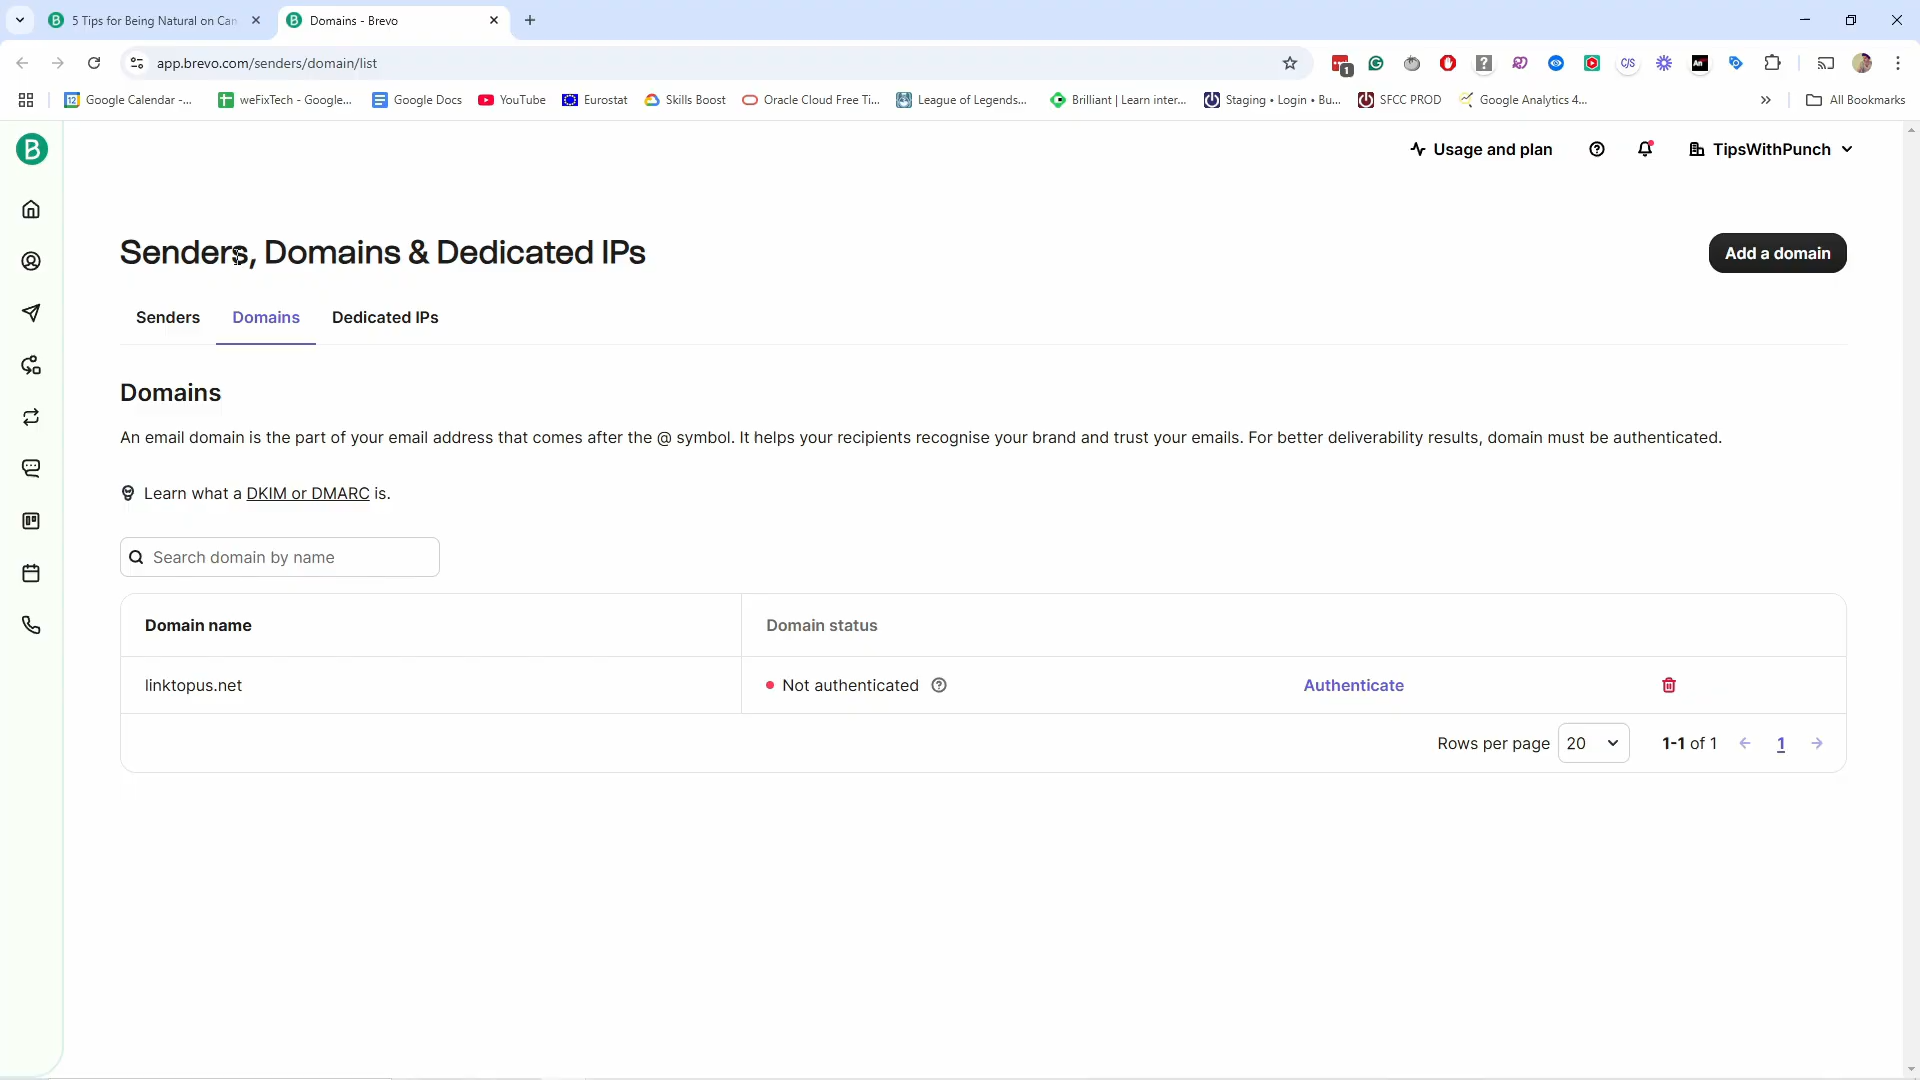 5 Tips for Being Natural on Can
Domains - Brevo
app.brevo.com/senders/domain/list
1
C/S
An
12
Google Calendar -...
weFixTech - Google...
Google Docs
YouTube
Eurostat
Skills Boost
Oracle Cloud Free Ti...
League of Legends...
Brilliant | Learn inter...
Staging • Login • Bu...
SFCC PROD
Google Analytics 4...
»
All Bookmarks
B
Usage and plan
TipsWithPunch
Senders, Domains & Dedicated IPs
Add a domain
Senders
Domains
Dedicated IPs
Domains
An email domain is the part of your email address that comes after the @ symbol. It helps your recipients recognise your brand and trust your emails. For better deliverability results, domain must be authenticated.
Learn what a DKIM or DMARC is.
Search domain by name
Domain name
Domain status
linktopus.net
Not authenticated
Authenticate
Rows per page
20
1-1 of 1
1